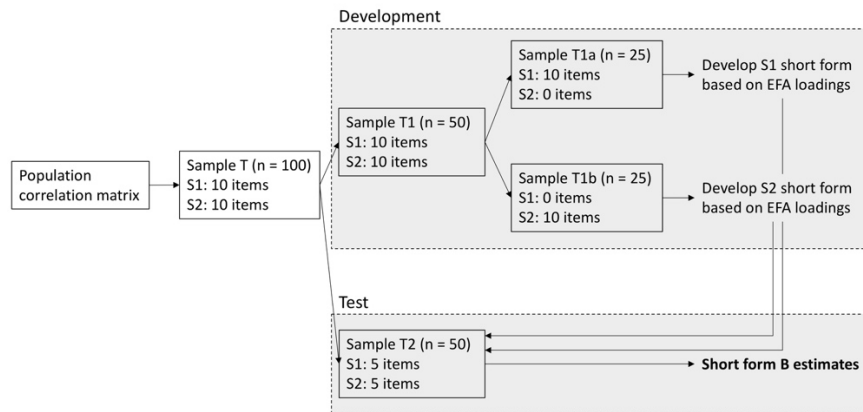 Development
Sample T1a (n = 25)
S1: 10 items
S2: 0 items
Develop S1 short form
based on EFA loadings
Sample T1 (n = 50)
S1: 10 items
S2: 10 items
Population
correlation matrix
Sample T (n = 100)
S1: 10 items
S2: 10 items
Sample T1b (n = 25)
S1: 0 items
S2: 10 items
Develop S2 short form
based on EFA loadings
Test
Sample T2 (n = 50)
S1: 5 items
S2: 5 items
Short form B estimates